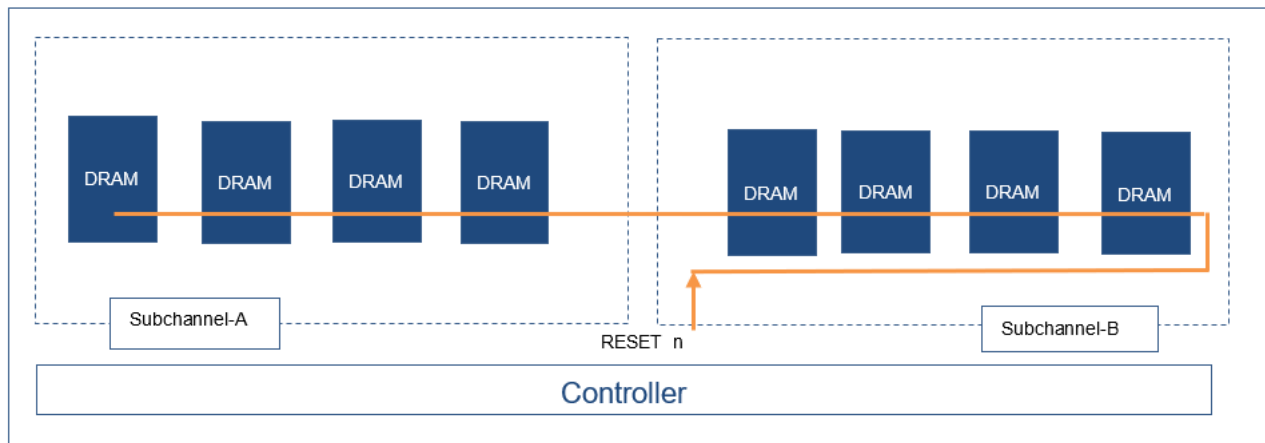 DRAM
DRAM
DRAM
DRAM
DRAM
DRAM
DRAM
DRAM
Subchannel-A
Subchannel-B
RESET n
Controller